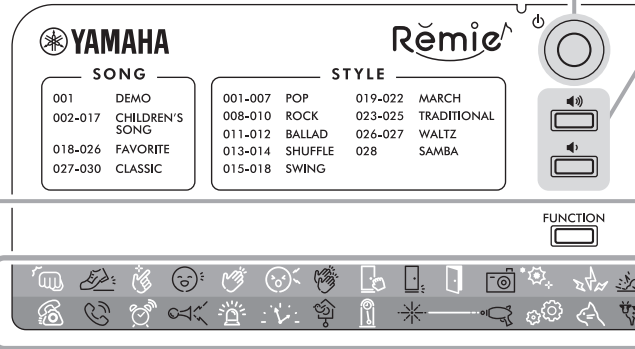 YAMAHA
Remie
SONG
001 DEMO
002-017 CHILDREN'S
SONG
018-026 FAVORITE
027-030 CLASSIC
STYLE
001-007 POP 019-022 MARCH
008-010 ROCK 023-025 TRADITIONAL
011-012 BALLAD 026-027 WALTZ
013-014 SHUFFLE 028 SAMBA
015-018 SWING
FUNCTION